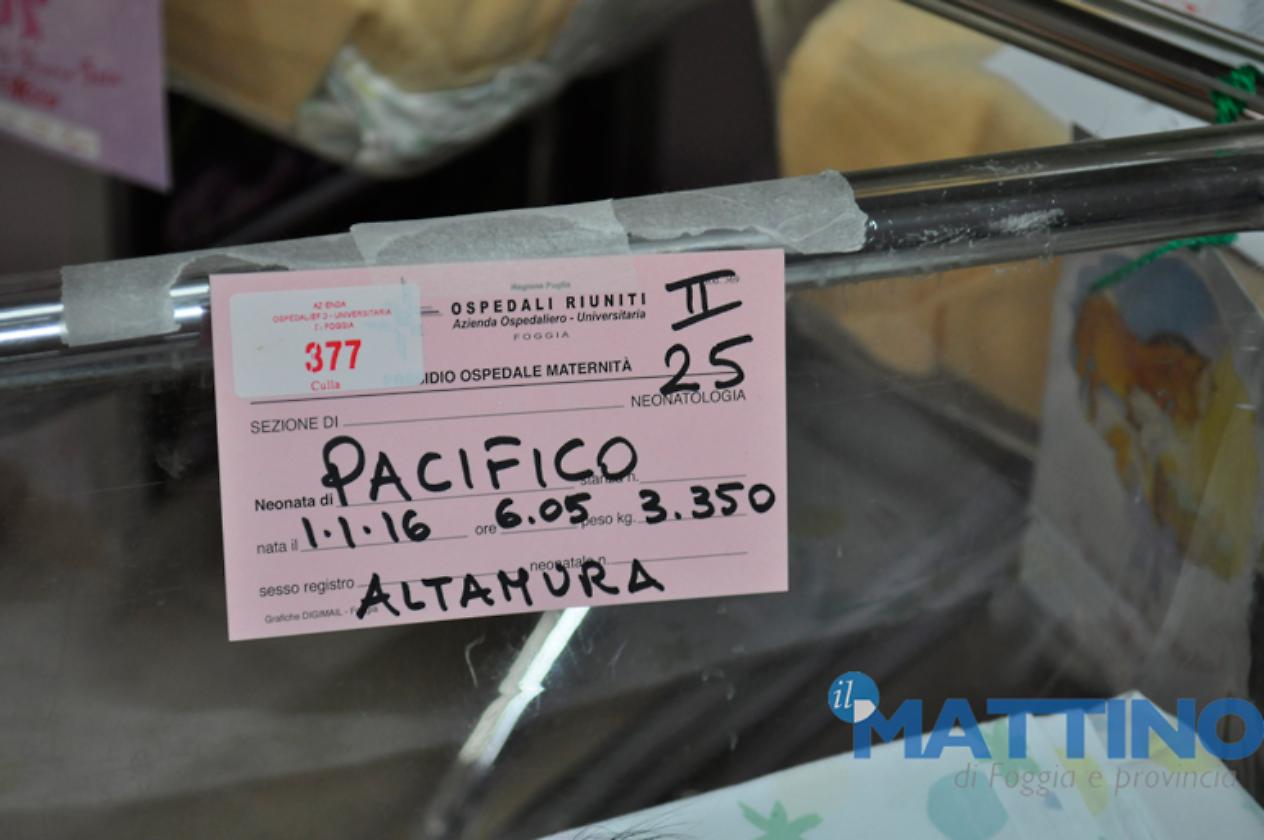 Regione Puglia
OSPEDALI RIUNITI
Azienda Ospedaliero - Universitaria
FOGGIA
II
25
OSPEDALIERO - UNIVERSITARIA
FOGGIA
377
Culla
PRESIDIO OSPEDALE MATERNITÀ
SEZIONE DI NEONATOLOGIA
Neonata di PACIFICO stanza n.
nata il 1.1.16 ore 6.05 peso kg. 3.350
sesso registro neonatale n.
ALTAMURA
Grafiche DIGIMAIL - Foggia
il MATTINO
di Foggia e provincia